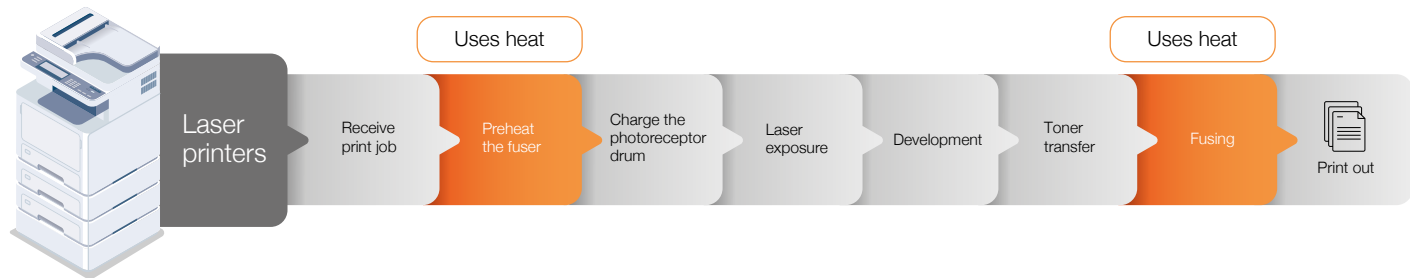 Uses heat
Uses heat
Laser
printers
Receive
print job
Preheat
the fuser
Charge the
photoreceptor
drum
Laser
exposure
Development
Toner
transfer
Fusing
Print out